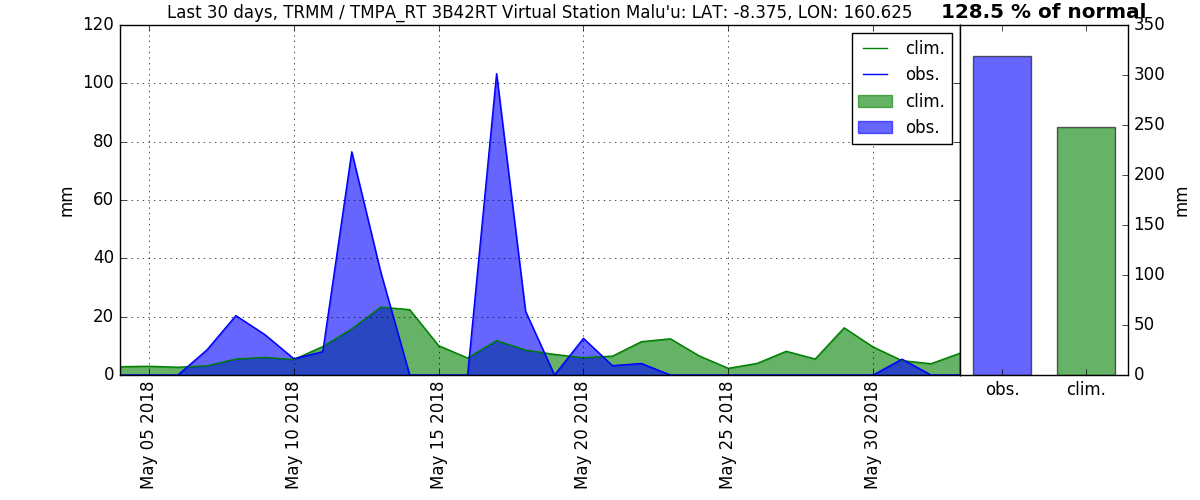 Last 30 days, TRMM / TMPA_RT 3B42RT Virtual Station Malu'u: LAT: -8.375, LON: 160.625
128.5 % of normal
120
100
80
60
40
20
0
mm
clim.
obs.
clim.
obs.
May 05 2018
May 10 2018
May 15 2018
May 20 2018
May 25 2018
May 30 2018
350
300
250
200
150
100
50
0
mm
obs.
clim.